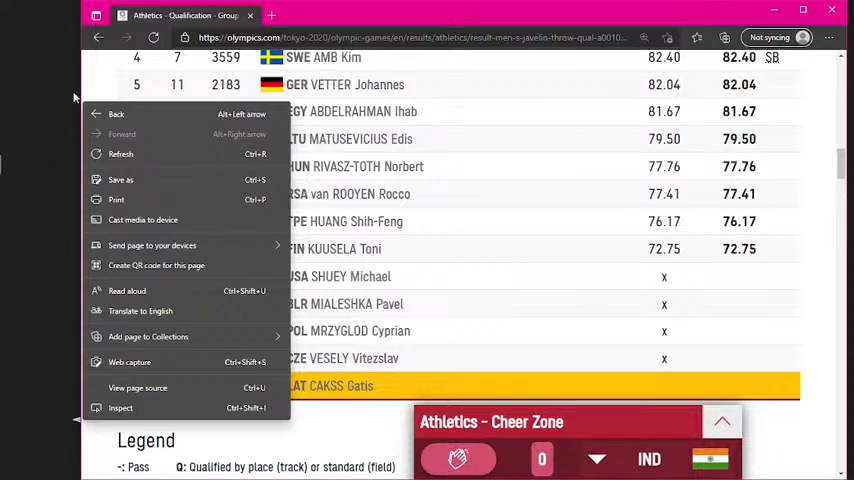 Athletics - Qualification - Group
https://olympics.com/tokyo-2020/olympic-games/en/results/athletics/result-men-s-javelin-throw-qual-a0010...
Not syncing
4 7 3559 SWE AMB Kim 82.40 82.40 SB
5 11 2183 GER VETTER Johannes 82.04 82.04
EGY ABDELRAHMAN Ihab 81.67 81.67
LTU MATUSEVICIUS Edis 79.50 79.50
HUN RIVASZ-TOTH Norbert 77.76 77.76
RSA van ROOYEN Rocco 77.41 77.41
TPE HUANG Shih-Feng 76.17 76.17
FIN KUUSELA Toni 72.75 72.75
USA SHUEY Michael x
BLR MIALESHKA Pavel x
POL MRZYGLOD Cyprian x
CZE VESELY Vitezslav x
LAT CAKSS Gatis
Back Alt+Left arrow
Forward Alt+Right arrow
Refresh Ctrl+R
Save as Ctrl+S
Print Ctrl+P
Cast media to device
Send page to your devices
Create QR code for this page
Read aloud Ctrl+Shift+U
Translate to English
Add page to Collections
Web capture Ctrl+Shift+S
View page source Ctrl+U
Inspect Ctrl+Shift+I
Legend
-: Pass Q: Qualified by place (track) or standard (field)
Athletics - Cheer Zone
0 IND